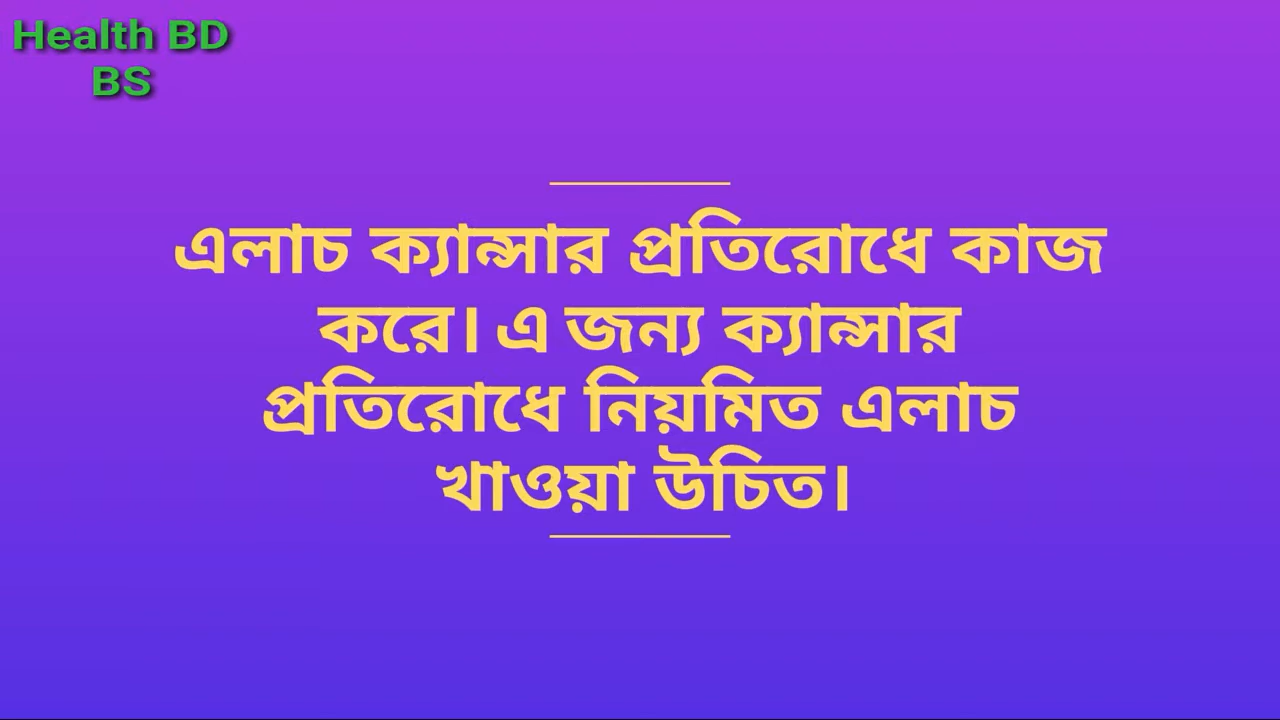 Health BD
BS
এলাচ ক্যান্সার প্রতিরোধে কাজ
করে। এ জন্য ক্যান্সার
প্রতিরোধে নিয়মিত এলাচ
খাওয়া উচিত।